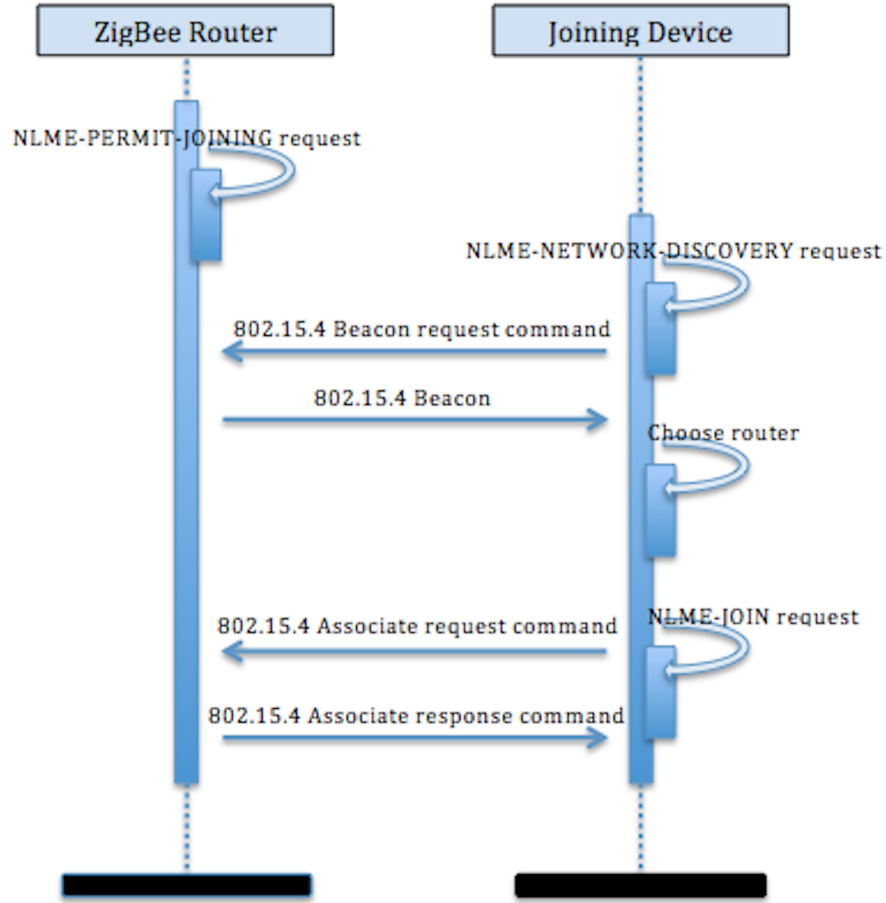 ZigBee Router
Joining Device
NLME-PERMIT-JOINING request
NLME-NETWORK-DISCOVERY request
802.15.4 Beacon request command
802.15.4 Beacon
Choose router
NLME-JOIN request
802.15.4 Associate request command
802.15.4 Associate response command